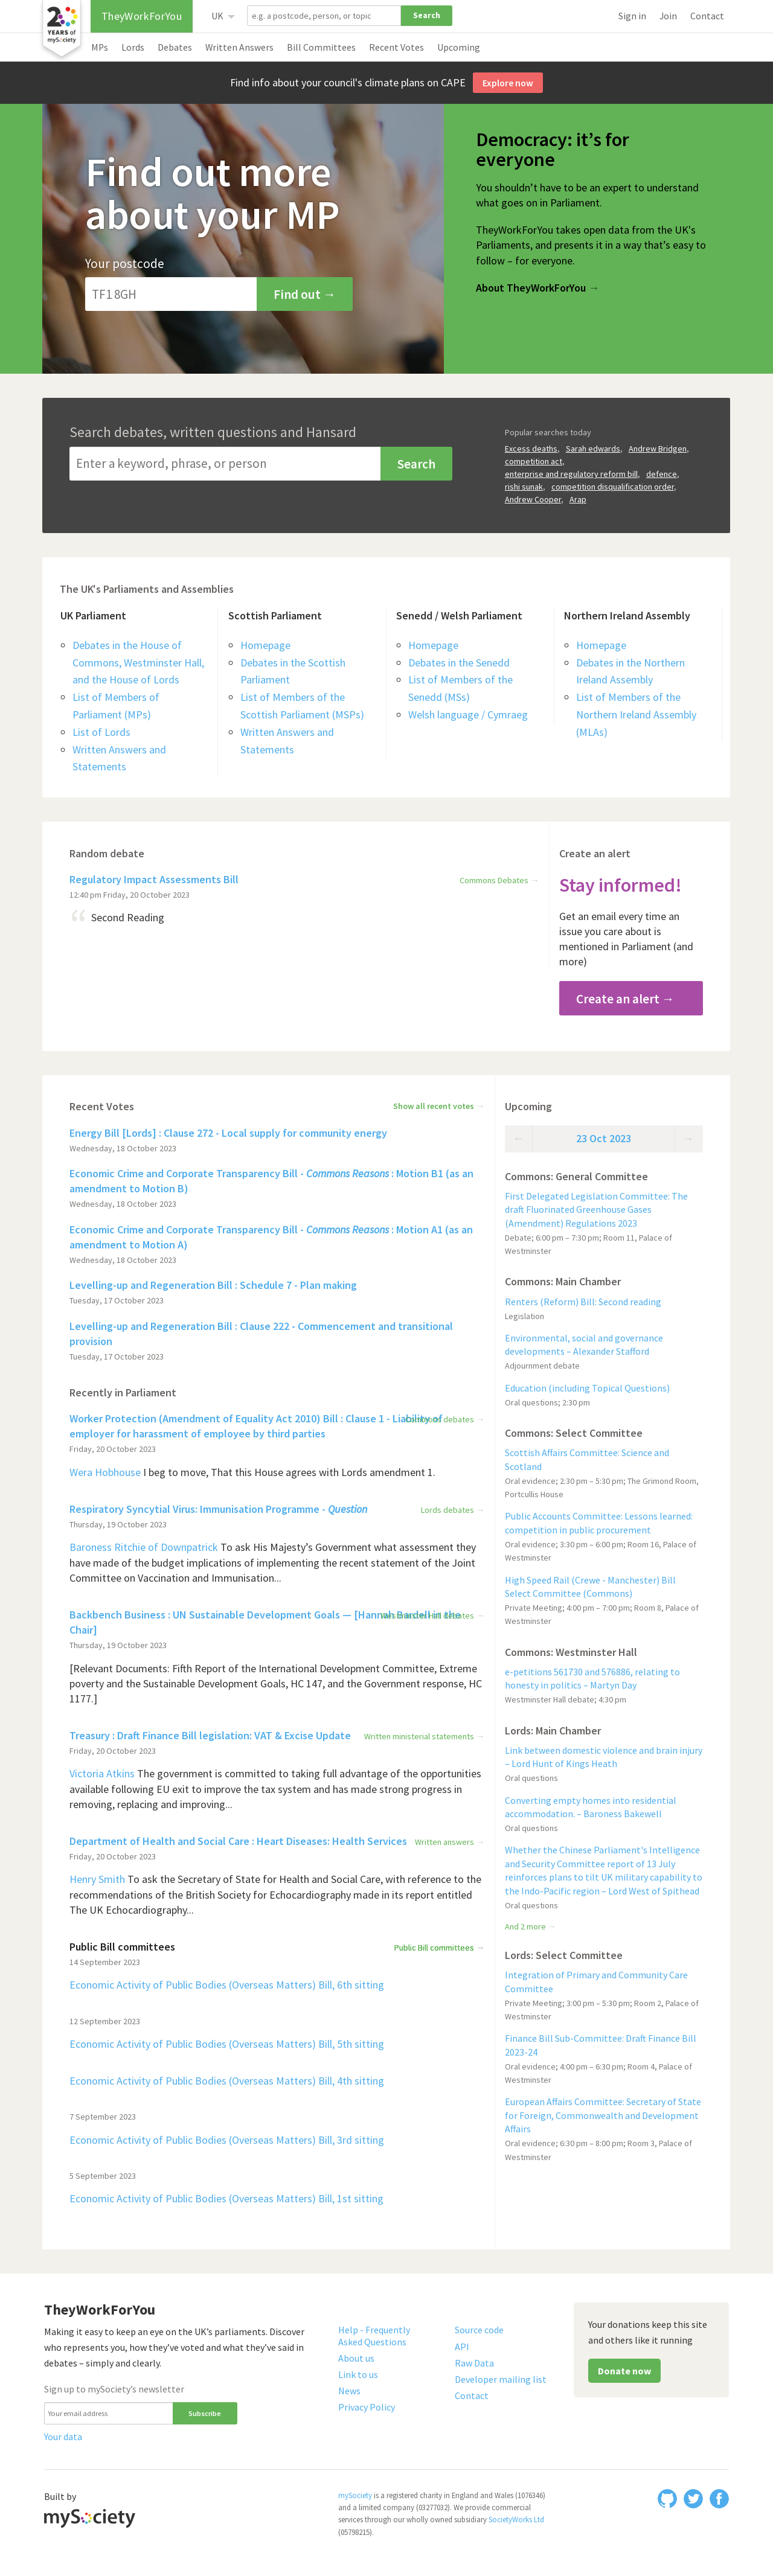 20
YEARS of
mySociety
TheyWorkForYou
UK
e.g. a postcode, person, or topic
Search
Sign in
Join
Contact
MPs
Lords
Debates
Written Answers
Bill Committees
Recent Votes
Upcoming
Find info about your council's climate plans on CAPE
Explore now
Find out more
about your MP
Your postcode
TF1 8GH
Find out →
Democracy: it’s for
everyone
You shouldn’t have to be an expert to understand
what goes on in Parliament.
TheyWorkForYou takes open data from the UK's
Parliaments, and presents it in a way that’s easy to
follow – for everyone.
About TheyWorkForYou →
Search debates, written questions and Hansard
Enter a keyword, phrase, or person
Search
Popular searches today
Excess deaths, Sarah edwards, Andrew Bridgen,
competition act,
enterprise and regulatory reform bill, defence,
rishi sunak, competition disqualification order,
Andrew Cooper, Arap
The UK's Parliaments and Assemblies
UK Parliament
Debates in the House of
Commons, Westminster Hall,
and the House of Lords
List of Members of
Parliament (MPs)
List of Lords
Written Answers and
Statements
Scottish Parliament
Homepage
Debates in the Scottish
Parliament
List of Members of the
Scottish Parliament (MSPs)
Written Answers and
Statements
Senedd / Welsh Parliament
Homepage
Debates in the Senedd
List of Members of the
Senedd (MSs)
Welsh language / Cymraeg
Northern Ireland Assembly
Homepage
Debates in the Northern
Ireland Assembly
List of Members of the
Northern Ireland Assembly
(MLAs)
Random debate
Regulatory Impact Assessments Bill
Commons Debates →
12:40 pm Friday, 20 October 2023
“ Second Reading
Create an alert
Stay informed!
Get an email every time an
issue you care about is
mentioned in Parliament (and
more)
Create an alert →
Recent Votes
Show all recent votes →
Energy Bill [Lords] : Clause 272 - Local supply for community energy
Wednesday, 18 October 2023
Economic Crime and Corporate Transparency Bill - Commons Reasons : Motion B1 (as an
amendment to Motion B)
Wednesday, 18 October 2023
Economic Crime and Corporate Transparency Bill - Commons Reasons : Motion A1 (as an
amendment to Motion A)
Wednesday, 18 October 2023
Levelling-up and Regeneration Bill : Schedule 7 - Plan making
Tuesday, 17 October 2023
Levelling-up and Regeneration Bill : Clause 222 - Commencement and transitional
provision
Tuesday, 17 October 2023
Recently in Parliament
Worker Protection (Amendment of Equality Act 2010) Bill : Clause 1 - Liability of
Commons debates →
employer for harassment of employee by third parties
Friday, 20 October 2023
Wera Hobhouse I beg to move, That this House agrees with Lords amendment 1.
Respiratory Syncytial Virus: Immunisation Programme - Question
Lords debates →
Thursday, 19 October 2023
Baroness Ritchie of Downpatrick To ask His Majesty’s Government what assessment they
have made of the budget implications of implementing the recent statement of the Joint
Committee on Vaccination and Immunisation...
Backbench Business : UN Sustainable Development Goals — [Hannah Bardell in the
Westminster Hall debates →
Chair]
Thursday, 19 October 2023
[Relevant Documents: Fifth Report of the International Development Committee, Extreme
poverty and the Sustainable Development Goals, HC 147, and the Government response, HC
1177.]
Treasury : Draft Finance Bill legislation: VAT & Excise Update
Written ministerial statements →
Friday, 20 October 2023
Victoria Atkins The government is committed to taking full advantage of the opportunities
available following EU exit to improve the tax system and has made strong progress in
removing, replacing and improving...
Department of Health and Social Care : Heart Diseases: Health Services
Written answers →
Friday, 20 October 2023
Henry Smith To ask the Secretary of State for Health and Social Care, with reference to the
recommendations of the British Society for Echocardiography made in its report entitled
The UK Echocardiography...
Public Bill committees
Public Bill committees →
14 September 2023
Economic Activity of Public Bodies (Overseas Matters) Bill, 6th sitting
12 September 2023
Economic Activity of Public Bodies (Overseas Matters) Bill, 5th sitting
Economic Activity of Public Bodies (Overseas Matters) Bill, 4th sitting
7 September 2023
Economic Activity of Public Bodies (Overseas Matters) Bill, 3rd sitting
5 September 2023
Economic Activity of Public Bodies (Overseas Matters) Bill, 1st sitting
Upcoming
← 23 Oct 2023 →
Commons: General Committee
First Delegated Legislation Committee: The
draft Fluorinated Greenhouse Gases
(Amendment) Regulations 2023
Debate; 6:00 pm – 7:30 pm; Room 11, Palace of
Westminster
Commons: Main Chamber
Renters (Reform) Bill: Second reading
Legislation
Environmental, social and governance
developments – Alexander Stafford
Adjournment debate
Education (including Topical Questions)
Oral questions; 2:30 pm
Commons: Select Committee
Scottish Affairs Committee: Science and
Scotland
Oral evidence; 2:30 pm – 5:30 pm; The Grimond Room,
Portcullis House
Public Accounts Committee: Lessons learned:
competition in public procurement
Oral evidence; 3:30 pm – 6:00 pm; Room 16, Palace of
Westminster
High Speed Rail (Crewe - Manchester) Bill
Select Committee (Commons)
Private Meeting; 4:00 pm – 7:00 pm; Room 8, Palace of
Westminster
Commons: Westminster Hall
e-petitions 561730 and 576886, relating to
honesty in politics – Martyn Day
Westminster Hall debate; 4:30 pm
Lords: Main Chamber
Link between domestic violence and brain injury
– Lord Hunt of Kings Heath
Oral questions
Converting empty homes into residential
accommodation. – Baroness Bakewell
Oral questions
Whether the Chinese Parliament's Intelligence
and Security Committee report of 13 July
reinforces plans to tilt UK military capability to
the Indo-Pacific region – Lord West of Spithead
Oral questions
And 2 more →
Lords: Select Committee
Integration of Primary and Community Care
Committee
Private Meeting; 3:00 pm – 5:30 pm; Room 2, Palace of
Westminster
Finance Bill Sub-Committee: Draft Finance Bill
2023-24
Oral evidence; 4:00 pm – 6:30 pm; Room 4, Palace of
Westminster
European Affairs Committee: Secretary of State
for Foreign, Commonwealth and Development
Affairs
Oral evidence; 6:30 pm – 8:00 pm; Room 3, Palace of
Westminster
TheyWorkForYou
Making it easy to keep an eye on the UK’s parliaments. Discover
who represents you, how they’ve voted and what they’ve said in
debates – simply and clearly.
Sign up to mySociety’s newsletter
Your email address
Subscribe
Your data
Help - Frequently
Asked Questions
About us
Link to us
News
Privacy Policy
Source code
API
Raw Data
Developer mailing list
Contact
Your donations keep this site
and others like it running
Donate now
Built by
mySociety
mySociety is a registered charity in England and Wales (1076346)
and a limited company (03277032). We provide commercial
services through our wholly owned subsidiary SocietyWorks Ltd
(05798215).